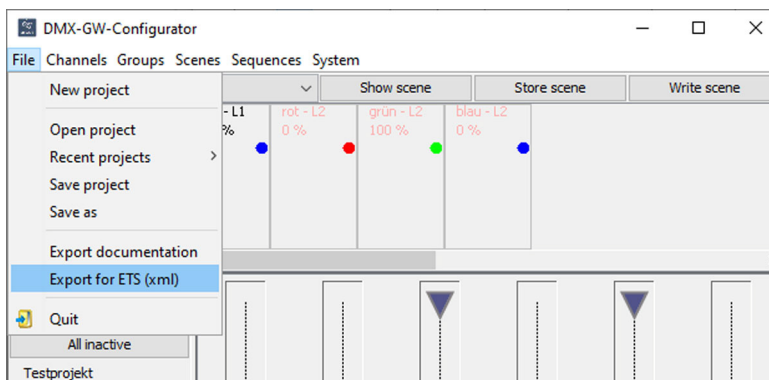 DMX-GW-Configurator
File Channels Groups Scenes Sequences System
New project
Show scene Store scene Write scene
- L1 rot - L2 grün - L2 blau - L2
% 0 % 100 % 0 %
Open project
Recent projects
Save project
Save as
Export documentation
Export for ETS (xml)
Quit
All inactive
Testprojekt